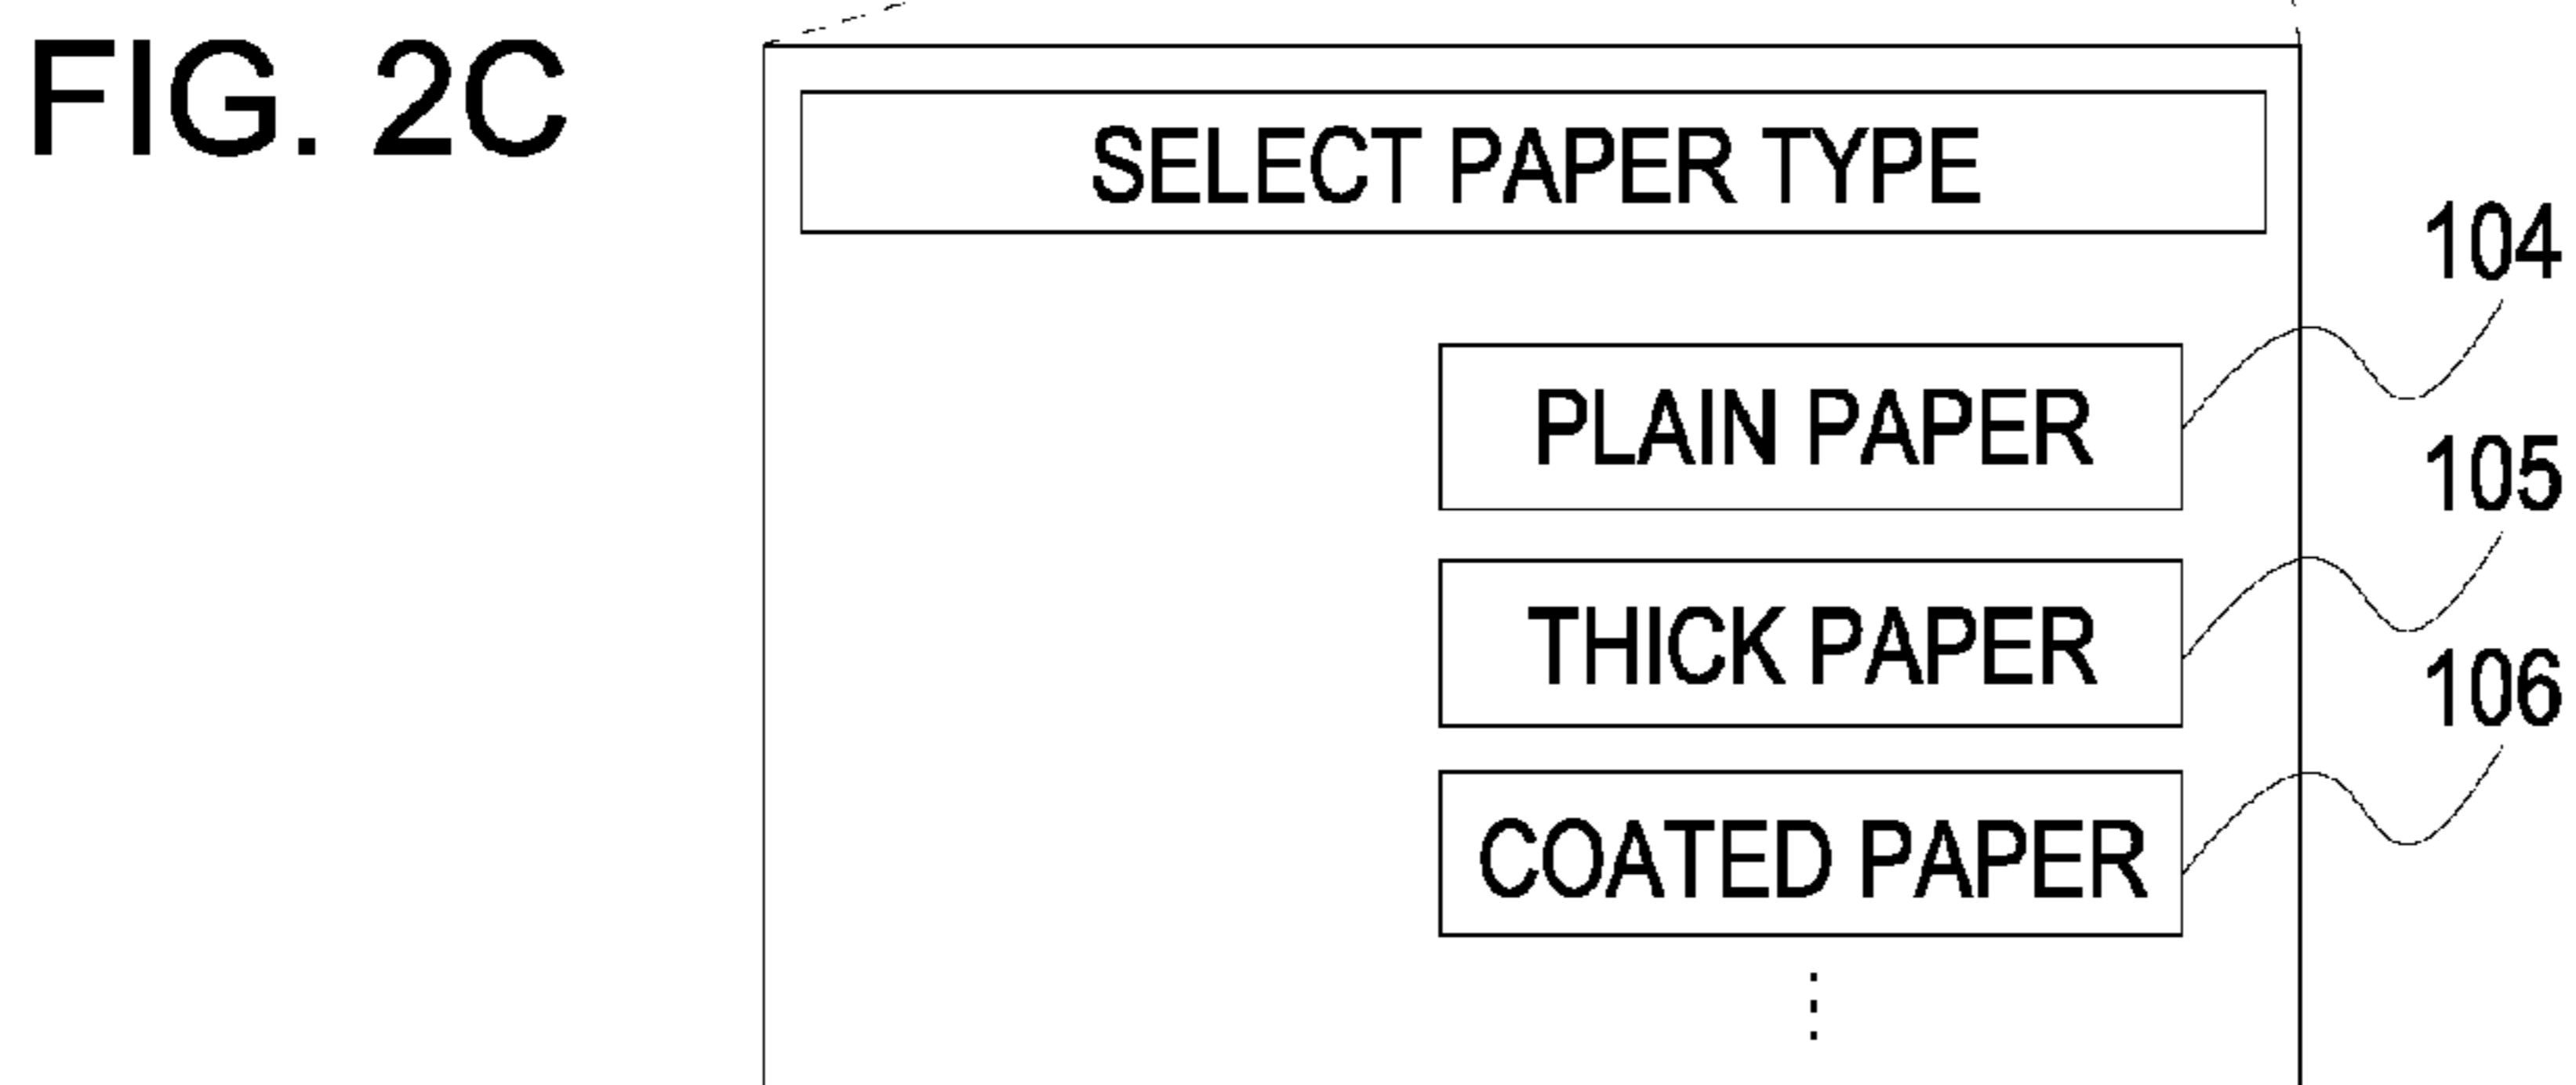 FIG. 2C
SELECT PAPER TYPE
104
PLAIN PAPER
105
THICK PAPER
106
COATED PAPER
⋮